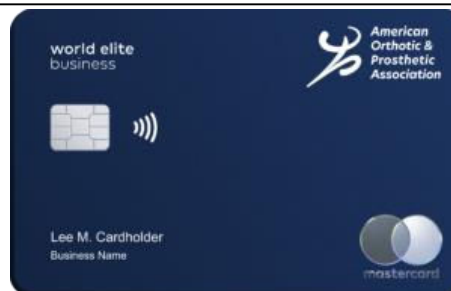 world elite
business
American
Orthotic &
Prosthetic
Association
Lee M. Cardholder
Business Name
mastercard